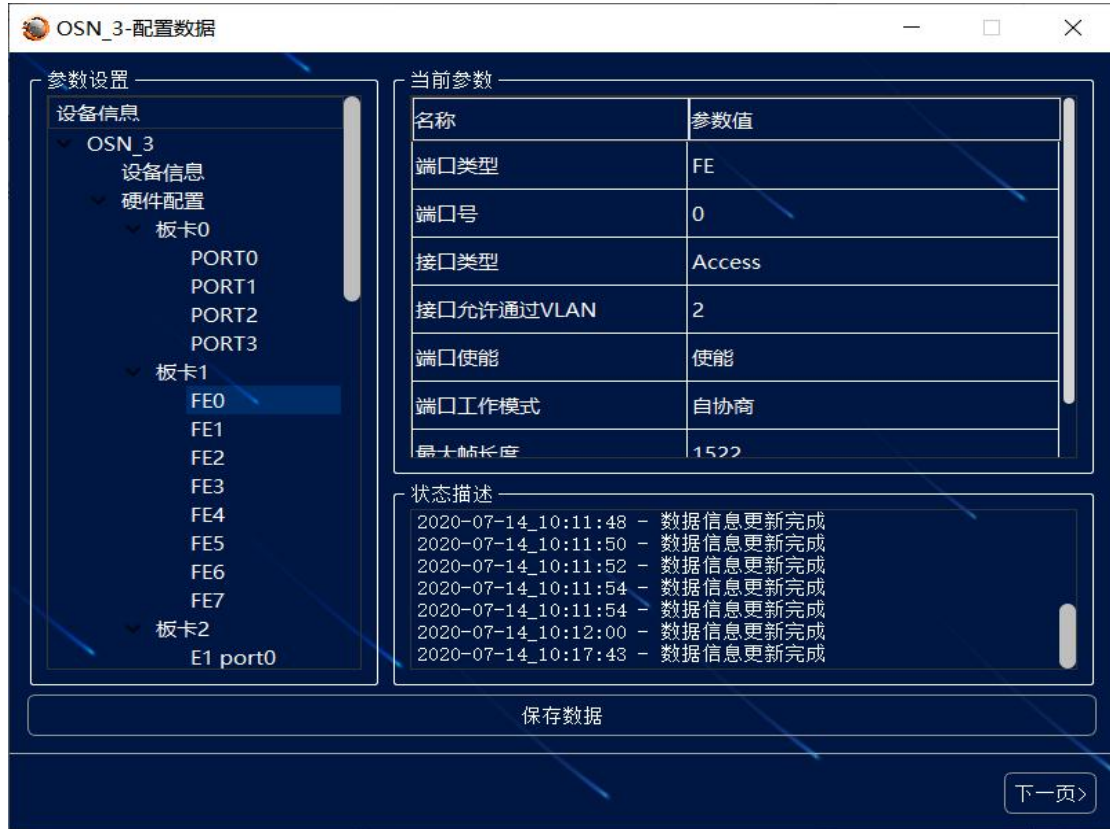 OSN_3-配置数据
参数设置
设备信息
OSN_3
设备信息
硬件配置
板卡0
PORT0
PORT1
PORT2
PORT3
板卡1
FE0
FE1
FE2
FE3
FE4
FE5
FE6
FE7
板卡2
E1 port0
当前参数
名称 参数值
端口类型 FE
端口号 0
接口类型 Access
接口允许通过VLAN 2
端口使能 使能
端口工作模式 自协商
最大帧长度 1522
状态描述
2020-07-14_10:11:48 - 数据信息更新完成
2020-07-14_10:11:50 - 数据信息更新完成
2020-07-14_10:11:52 - 数据信息更新完成
2020-07-14_10:11:54 - 数据信息更新完成
2020-07-14_10:11:54 - 数据信息更新完成
2020-07-14_10:12:00 - 数据信息更新完成
2020-07-14_10:17:43 - 数据信息更新完成
保存数据
下一页>